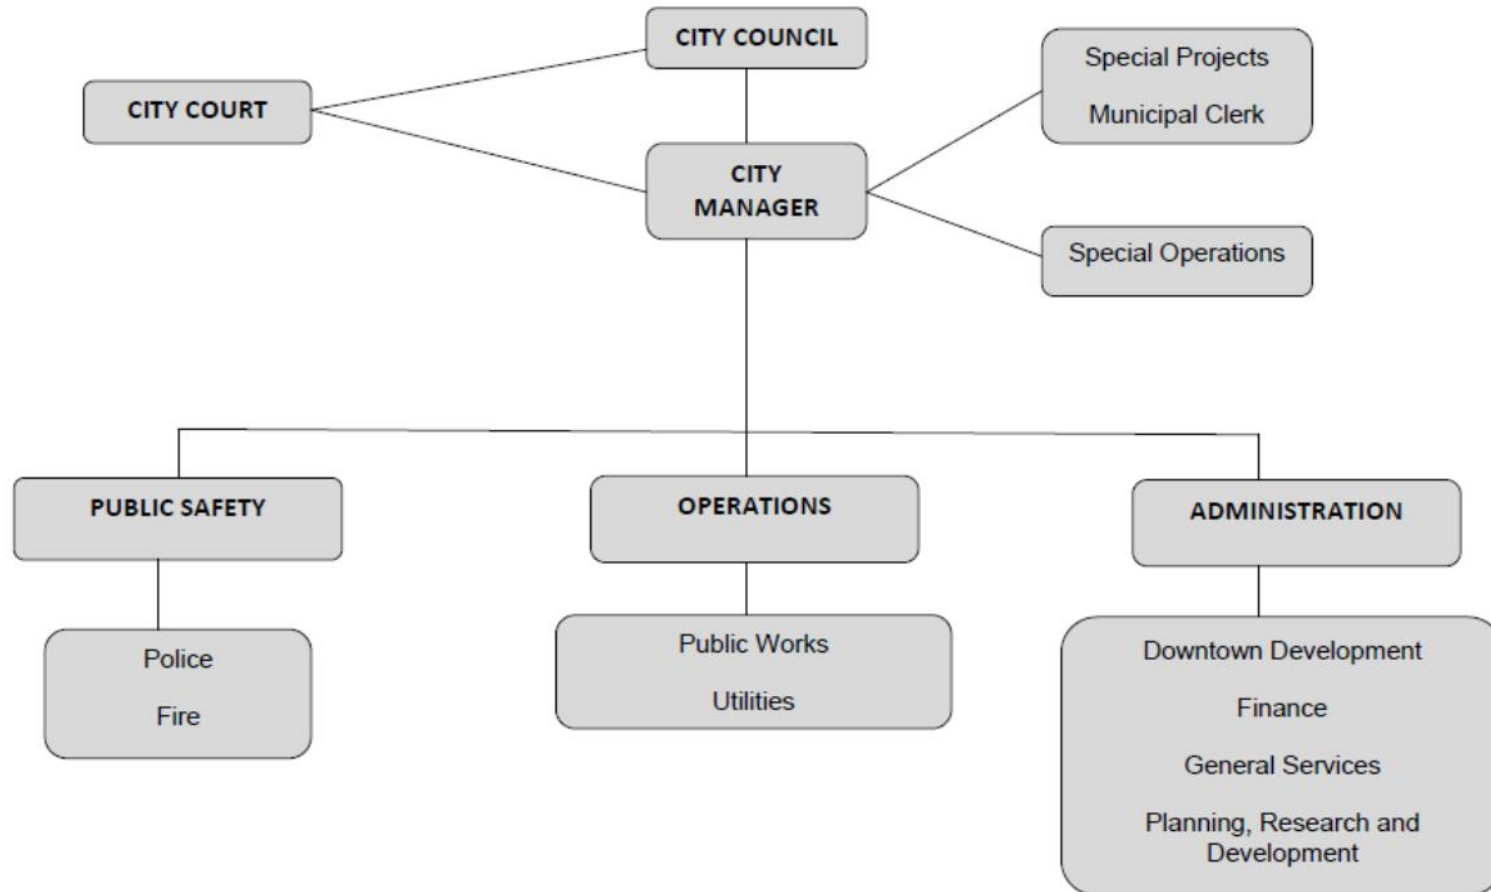 CITY COUNCIL
CITY COURT
CITY
MANAGER
Special Projects
Municipal Clerk
Special Operations
PUBLIC SAFETY
Police
Fire
OPERATIONS
Public Works
Utilities
ADMINISTRATION
Downtown Development
Finance
General Services
Planning, Research and
Development